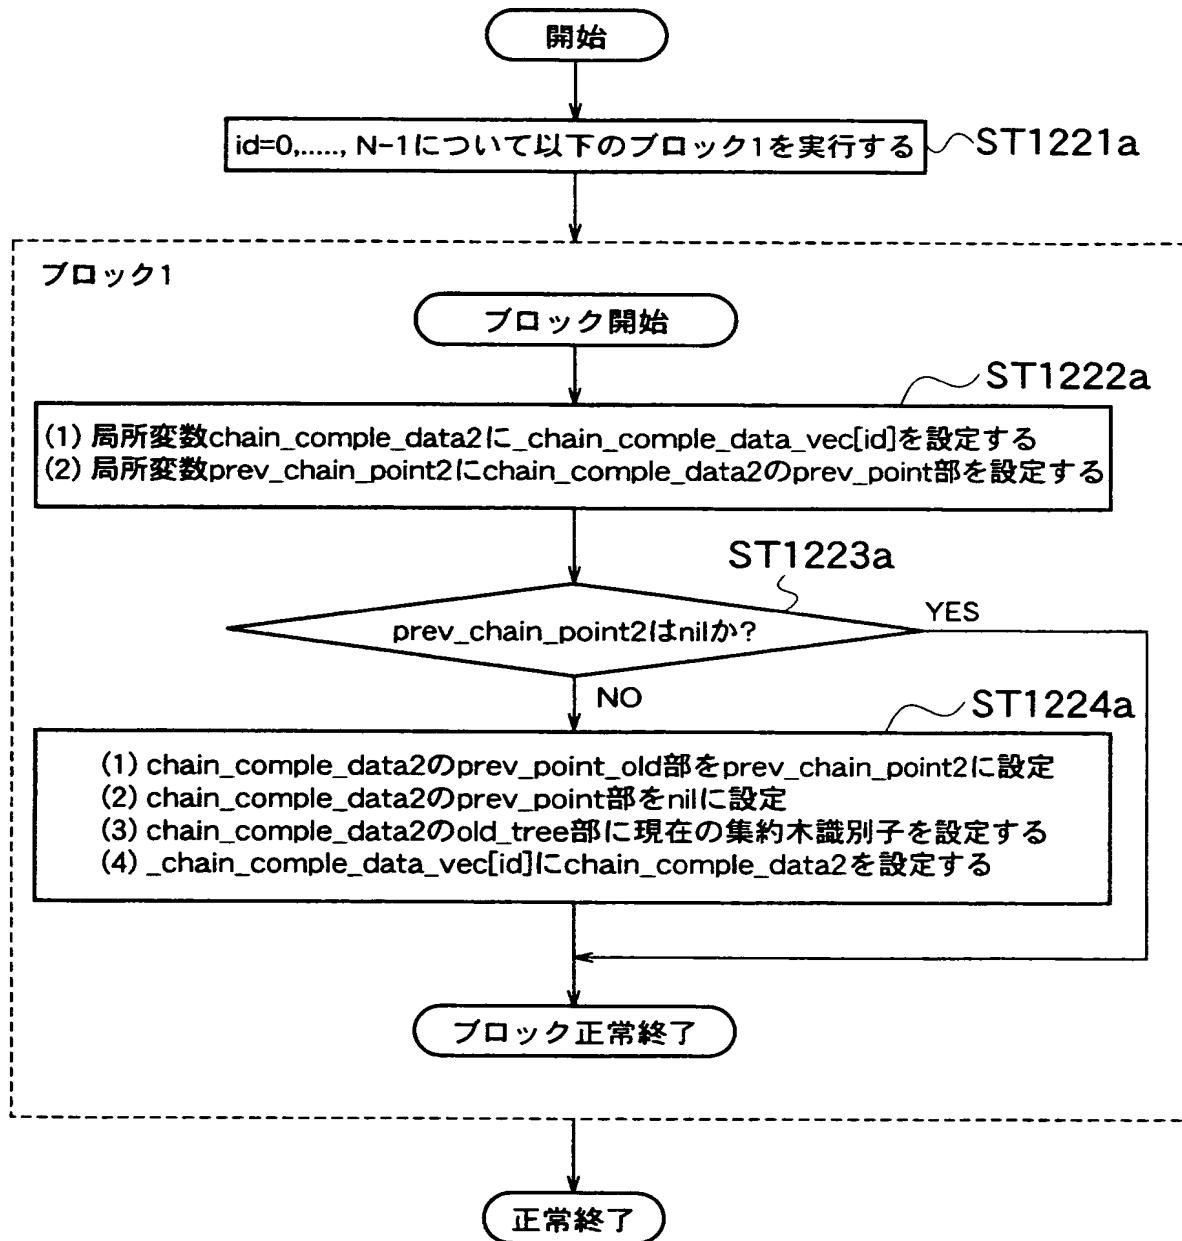 開始
id=0,....., N-1について以下のブロック1を実行する
ST1221a
ブロック1
ブロック開始
ST1222a
(1) 局所変数chain_comple_data2に_chain_comple_data_vec[id]を設定する
(2) 局所変数prev_chain_point2にchain_comple_data2のprev_point部を設定する
ST1223a
prev_chain_point2はnilか?
YES
NO
ST1224a
(1) chain_comple_data2のprev_point_old部をprev_chain_point2に設定
(2) chain_comple_data2のprev_point部をnilに設定
(3) chain_comple_data2のold_tree部に現在の集約木識別子を設定する
(4) _chain_comple_data_vec[id]にchain_comple_data2を設定する
ブロック正常終了
正常終了